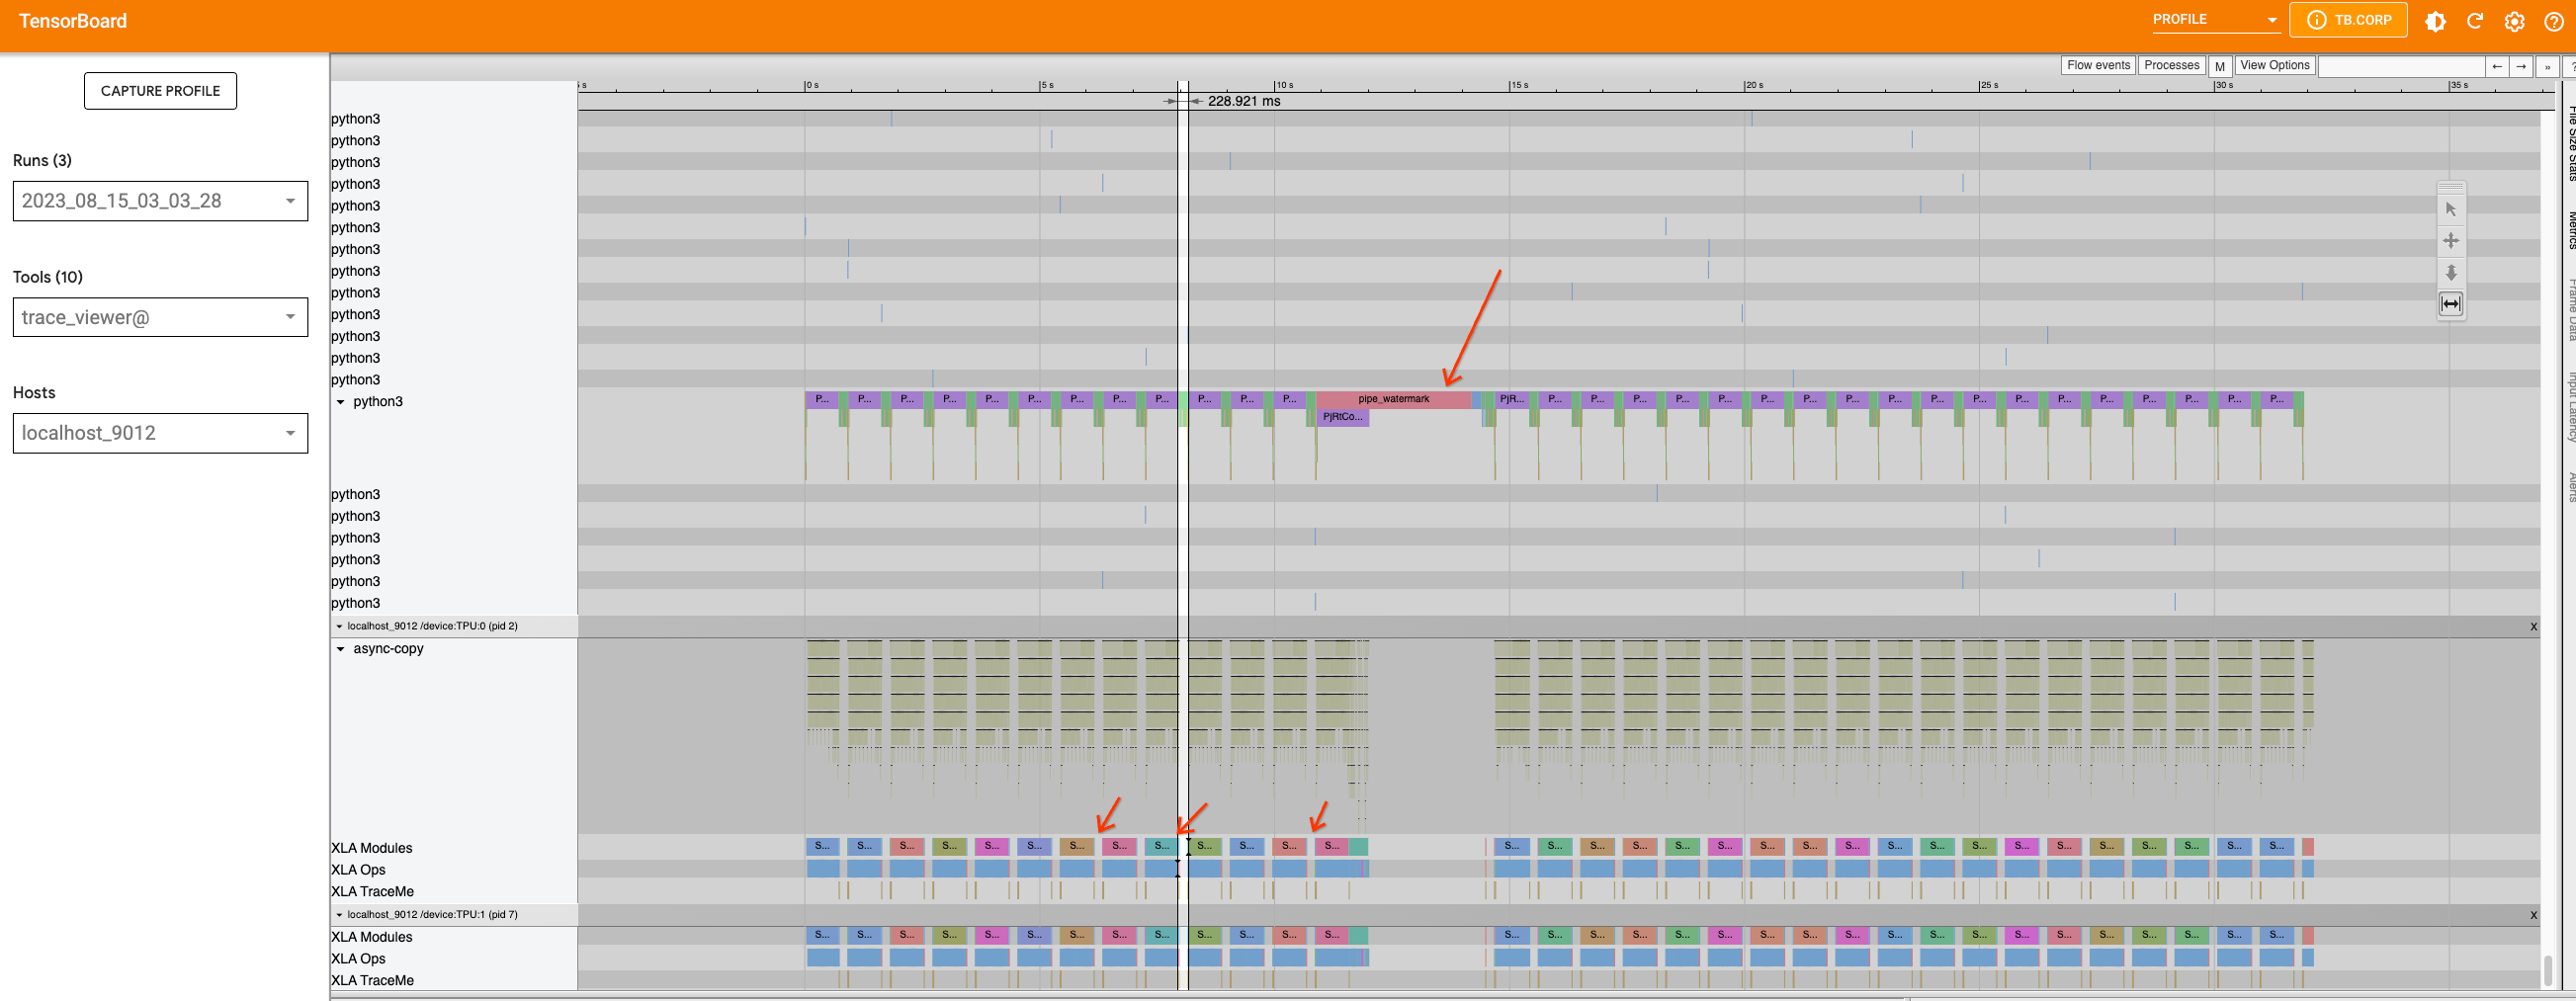 TensorBoard
PROFILE
TB.CORP
CAPTURE PROFILE
Runs (3)
2023_08_15_03_03_28
Tools (10)
trace_viewer@
Hosts
localhost_9012
Flow events
Processes
M
View Options
←
→
»
?
s
0 s
5 s
10 s
15 s
20 s
25 s
30 s
35 s
228.921 ms
python3
python3
python3
python3
python3
python3
python3
python3
python3
python3
python3
python3
python3
python3
P... P... P... P... P... P... P... P... P... P... P... P... pipe_watermark PjR... P... P... P... P... P... P... P... P... P... P... P... P... P... P... P... P... P... P...
PjRtCo...
python3
python3
python3
python3
python3
python3
localhost_9012 /device:TPU:0 (pid 2)
X
async-copy
XLA Modules
S... S... S... S... S... S... S... S... S... S... S... S... S... S... S... S... S... S... S... S... S... S... S... S... S... S... S... S... S... S... S... S...
XLA Ops
XLA TraceMe
localhost_9012 /device:TPU:1 (pid 7)
X
XLA Modules
S... S... S... S... S... S... S... S... S... S... S... S... S... S... S... S... S... S... S... S... S... S... S... S... S... S... S... S... S... S... S... S...
XLA Ops
XLA TraceMe
File Size Stats
Metrics
Frame Data
Input Latency
Alerts